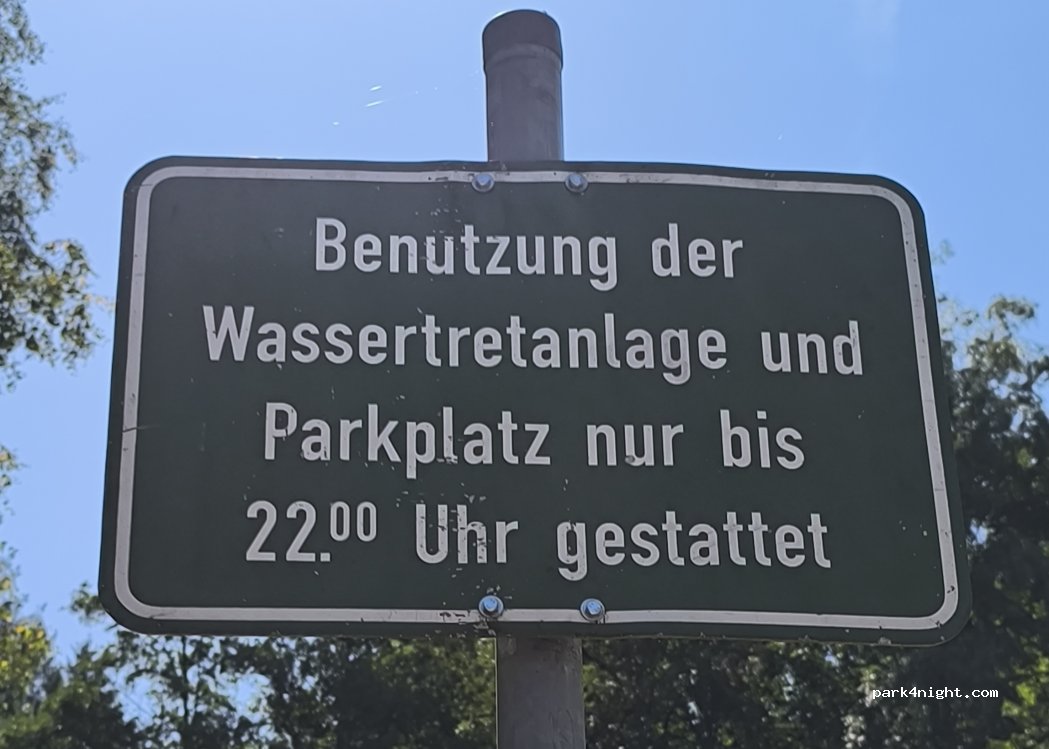 Benutzung der
Wassertretanlage und
Parkplatz nur bis
22.00 Uhr gestattet
park4night.com